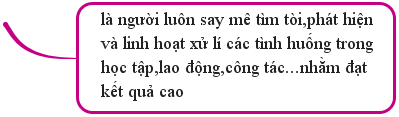 là người luôn say mê tìm tòi,phát hiện
và linh hoạt xử lí các tình huống trong
học tập,lao động,công tác...nhằm đạt
kết quả cao